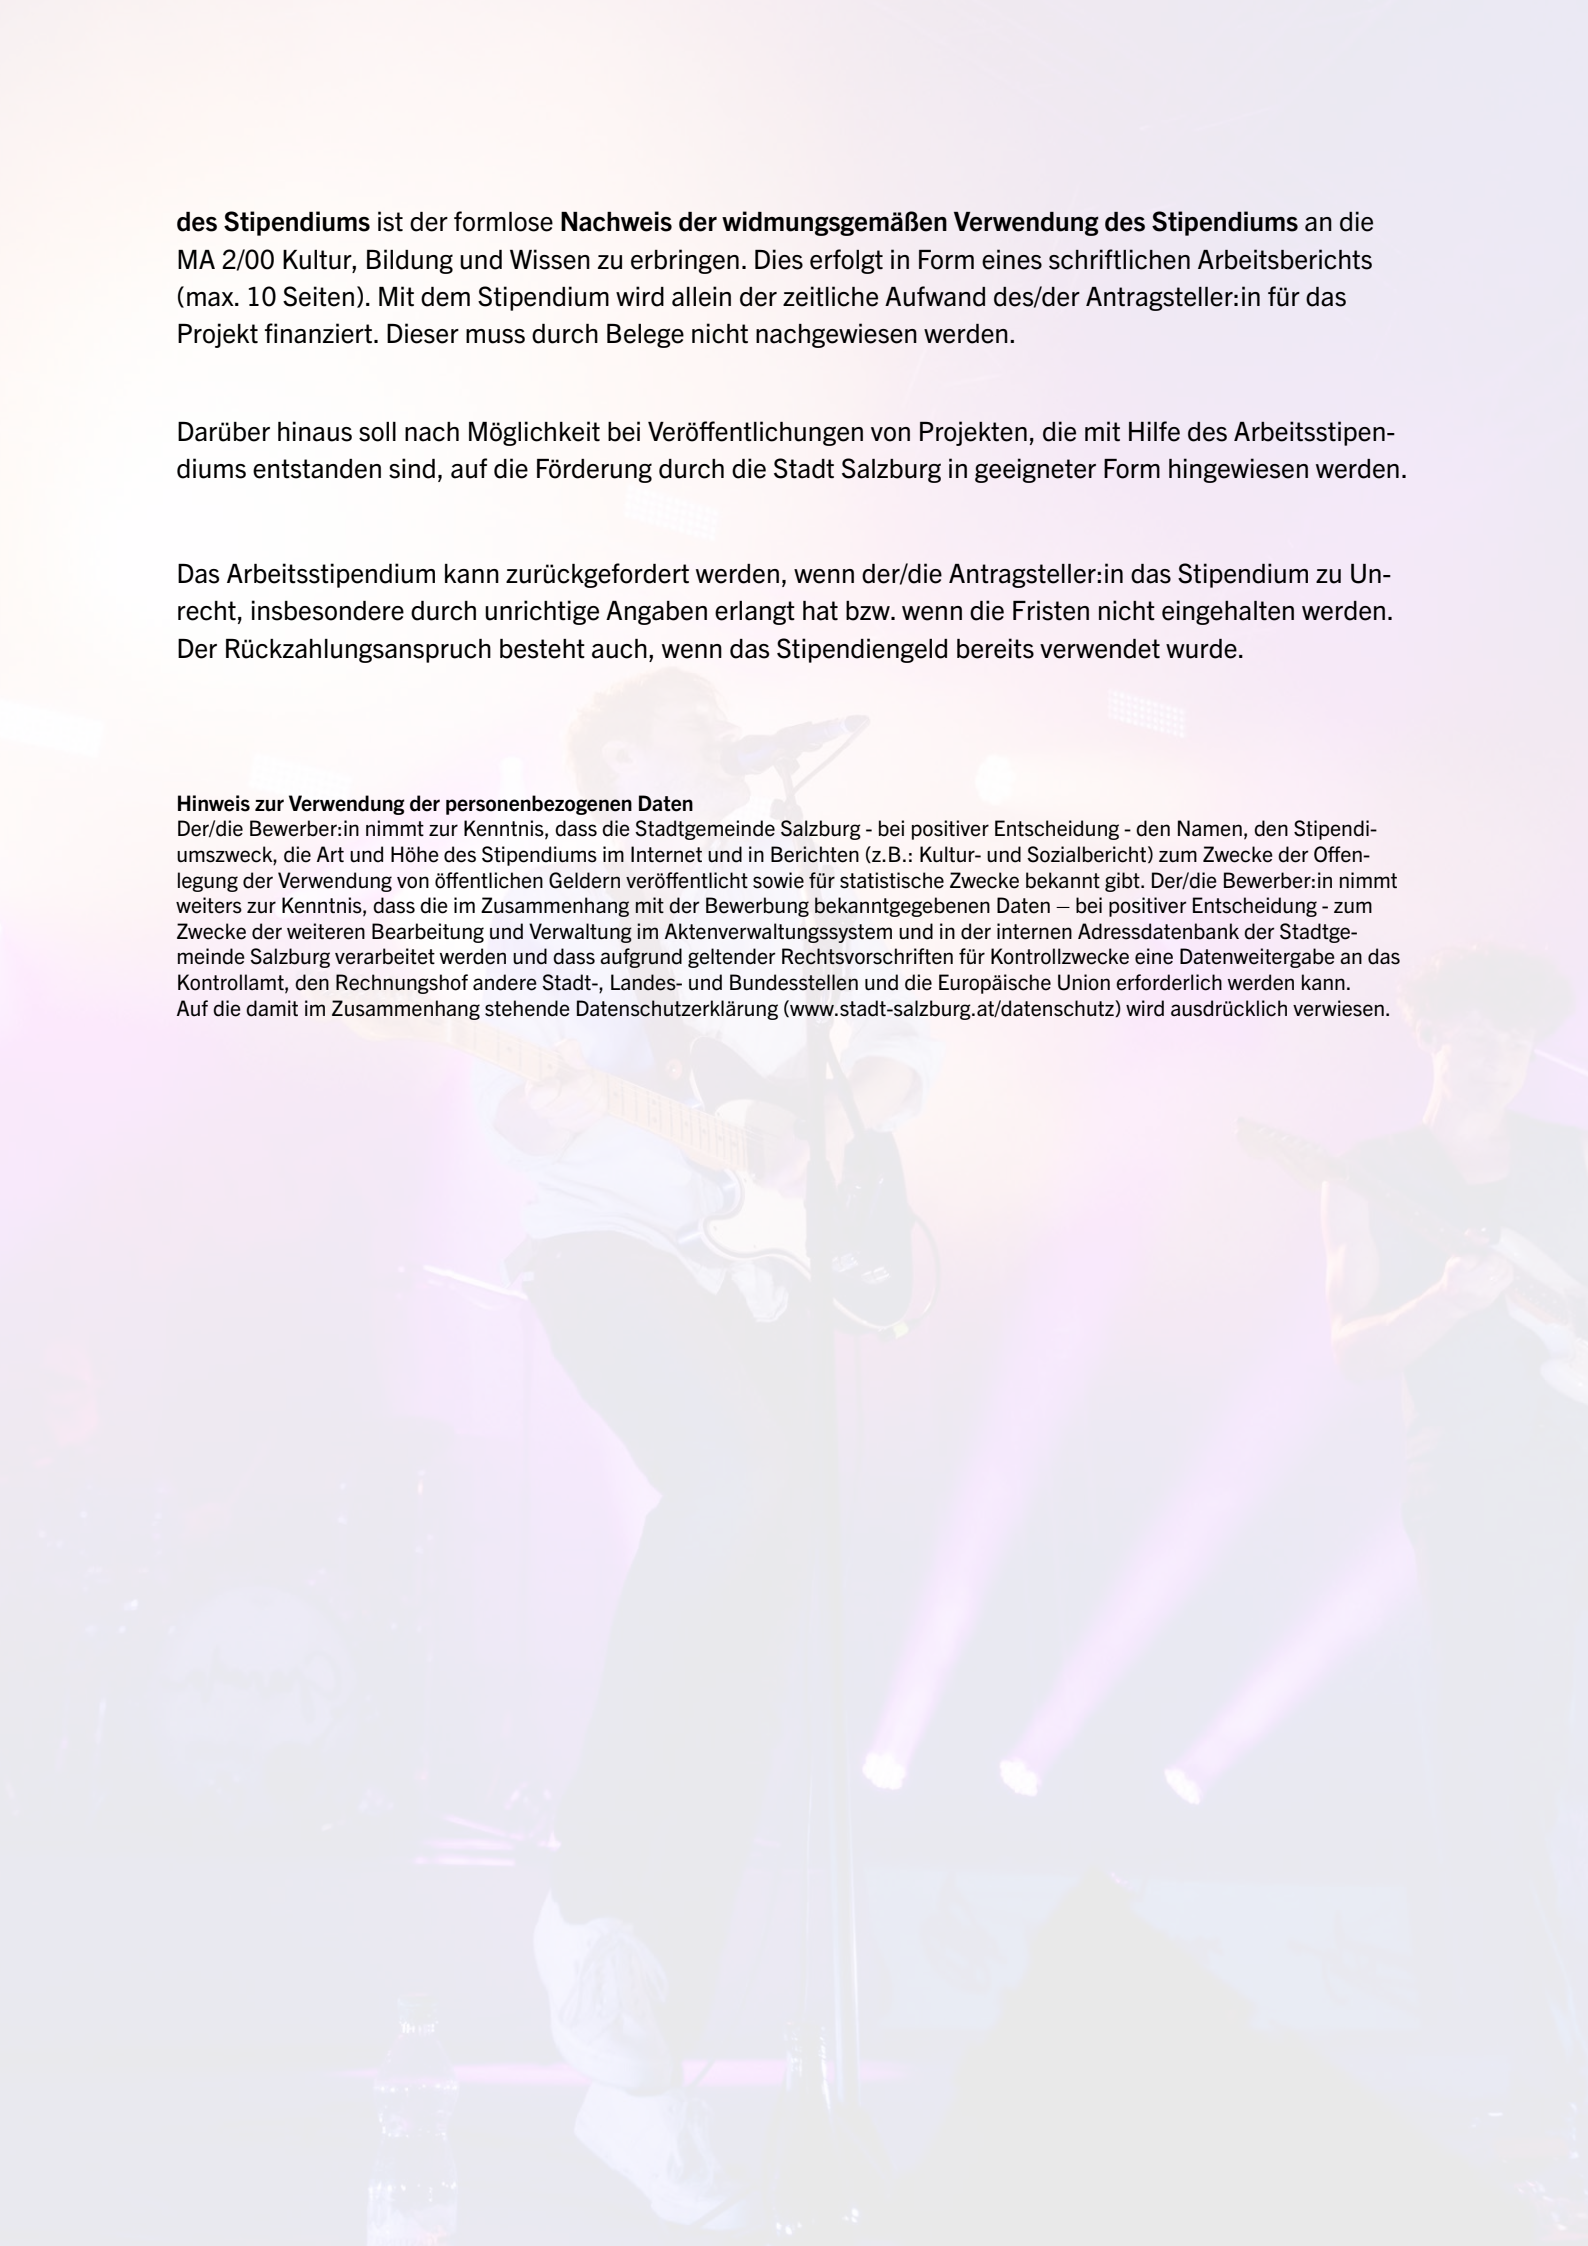 des Stipendiums ist der formlose Nachweis der widmungsgemäßen Verwendung des Stipendiums an die
MA 2/00 Kultur, Bildung und Wissen zu erbringen. Dies erfolgt in Form eines schriftlichen Arbeitsberichts
(max. 10 Seiten). Mit dem Stipendium wird allein der zeitliche Aufwand des/der Antragsteller:in für das
Projekt finanziert. Dieser muss durch Belege nicht nachgewiesen werden.
Darüber hinaus soll nach Möglichkeit bei Veröffentlichungen von Projekten, die mit Hilfe des Arbeitsstipen-
diums entstanden sind, auf die Förderung durch die Stadt Salzburg in geeigneter Form hingewiesen werden.
Das Arbeitsstipendium kann zurückgefordert werden, wenn der/die Antragsteller:in das Stipendium zu Un-
recht, insbesondere durch unrichtige Angaben erlangt hat bzw. wenn die Fristen nicht eingehalten werden.
Der Rückzahlungsanspruch besteht auch, wenn das Stipendiengeld bereits verwendet wurde.
Hinweis zur Verwendung der personenbezogenen Daten
Der/die Bewerber:in nimmt zur Kenntnis, dass die Stadtgemeinde Salzburg - bei positiver Entscheidung - den Namen, den Stipendi-
umszweck, die Art und Höhe des Stipendiums im Internet und in Berichten (z.B.: Kultur- und Sozialbericht) zum Zwecke der Offen-
legung der Verwendung von öffentlichen Geldern veröffentlicht sowie für statistische Zwecke bekannt gibt. Der/die Bewerber:in nimmt
weiters zur Kenntnis, dass die im Zusammenhang mit der Bewerbung bekanntgegebenen Daten – bei positiver Entscheidung - zum
Zwecke der weiteren Bearbeitung und Verwaltung im Aktenverwaltungssystem und in der internen Adressdatenbank der Stadtge-
meinde Salzburg verarbeitet werden und dass aufgrund geltender Rechtsvorschriften für Kontrollzwecke eine Datenweitergabe an das
Kontrollamt, den Rechnungshof andere Stadt-, Landes- und Bundesstellen und die Europäische Union erforderlich werden kann.
Auf die damit im Zusammenhang stehende Datenschutzerklärung (www.stadt-salzburg.at/datenschutz) wird ausdrücklich verwiesen.